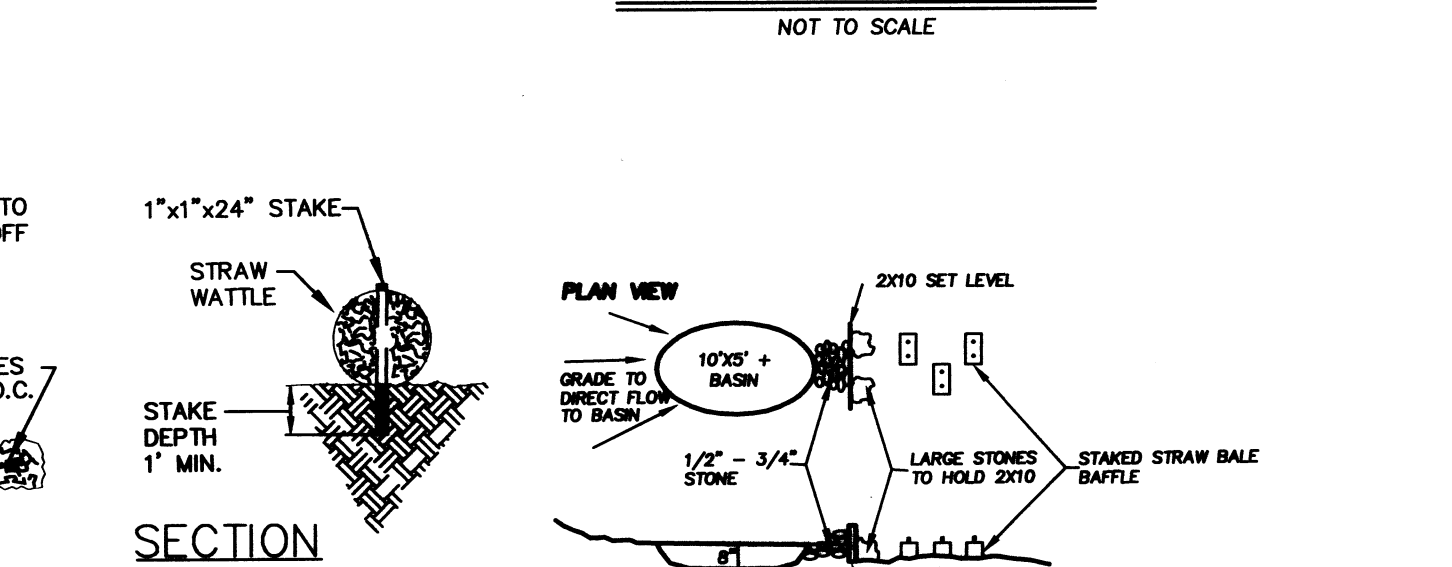 NOT TO SCALE
TO
OFF
ES
O.C.
1"x1"x24" STAKE
STRAW
WATTLE
STAKE
DEPTH
1' MIN.
SECTION
PLAN VIEW
2X10 SET LEVEL
10'X5' +
BASIN
GRADE TO
DIRECT FLOW
TO BASIN
1/2" - 3/4"
STONE
LARGE STONES
TO HOLD 2X10
STAKED STRAW BALE
BAFFLE
8"